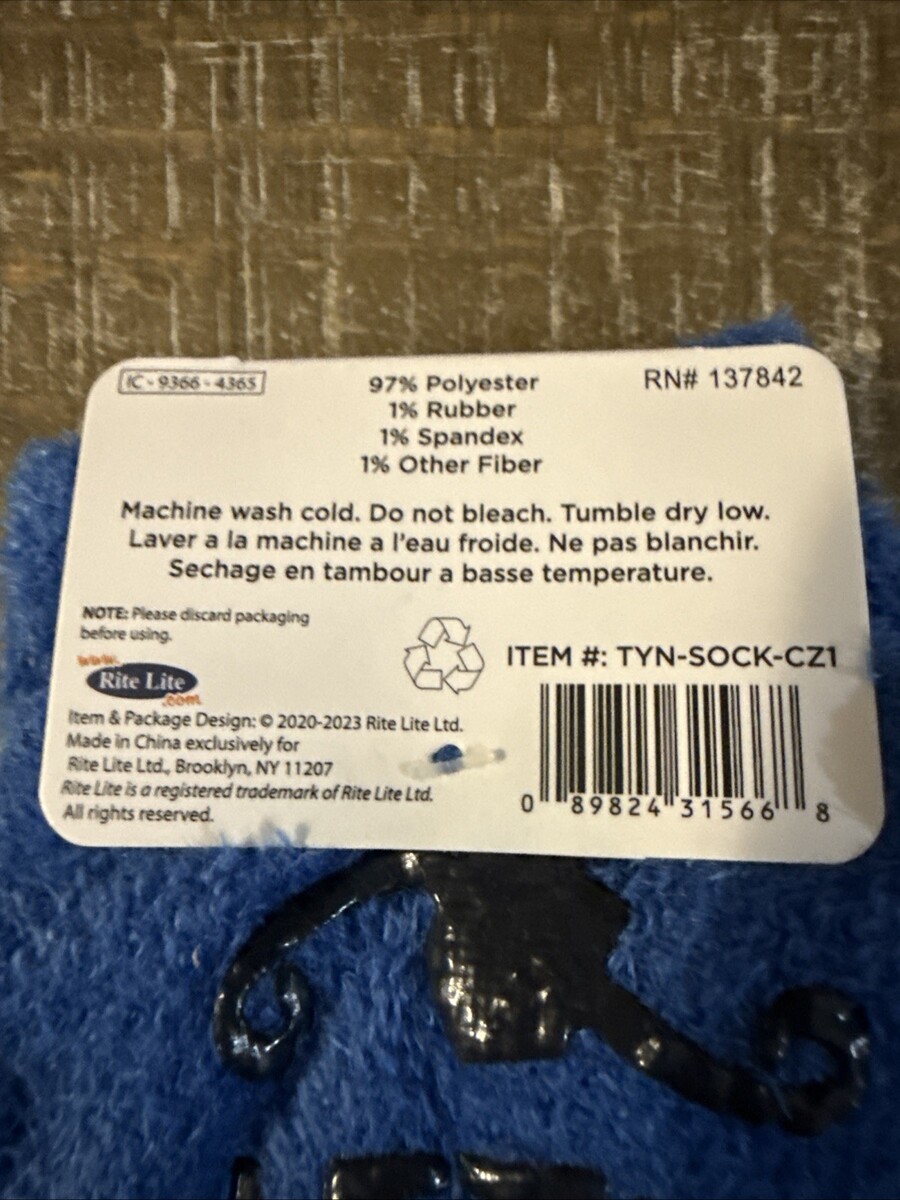 IC - 9366 - 4365
97% Polyester
1% Rubber
1% Spandex
1% Other Fiber
RN# 137842
Machine wash cold. Do not bleach. Tumble dry low.
Laver a la machine a l'eau froide. Ne pas blanchir.
Sechage en tambour a basse temperature.
NOTE: Please discard packaging
before using.
www.
Rite Lite
.com
Item & Package Design: © 2020-2023 Rite Lite Ltd.
Made in China exclusively for
Rite Lite Ltd., Brooklyn, NY 11207
Rite Lite is a registered trademark of Rite Lite Ltd.
All rights reserved.
ITEM #: TYN-SOCK-CZ1
0 89824 31566 8